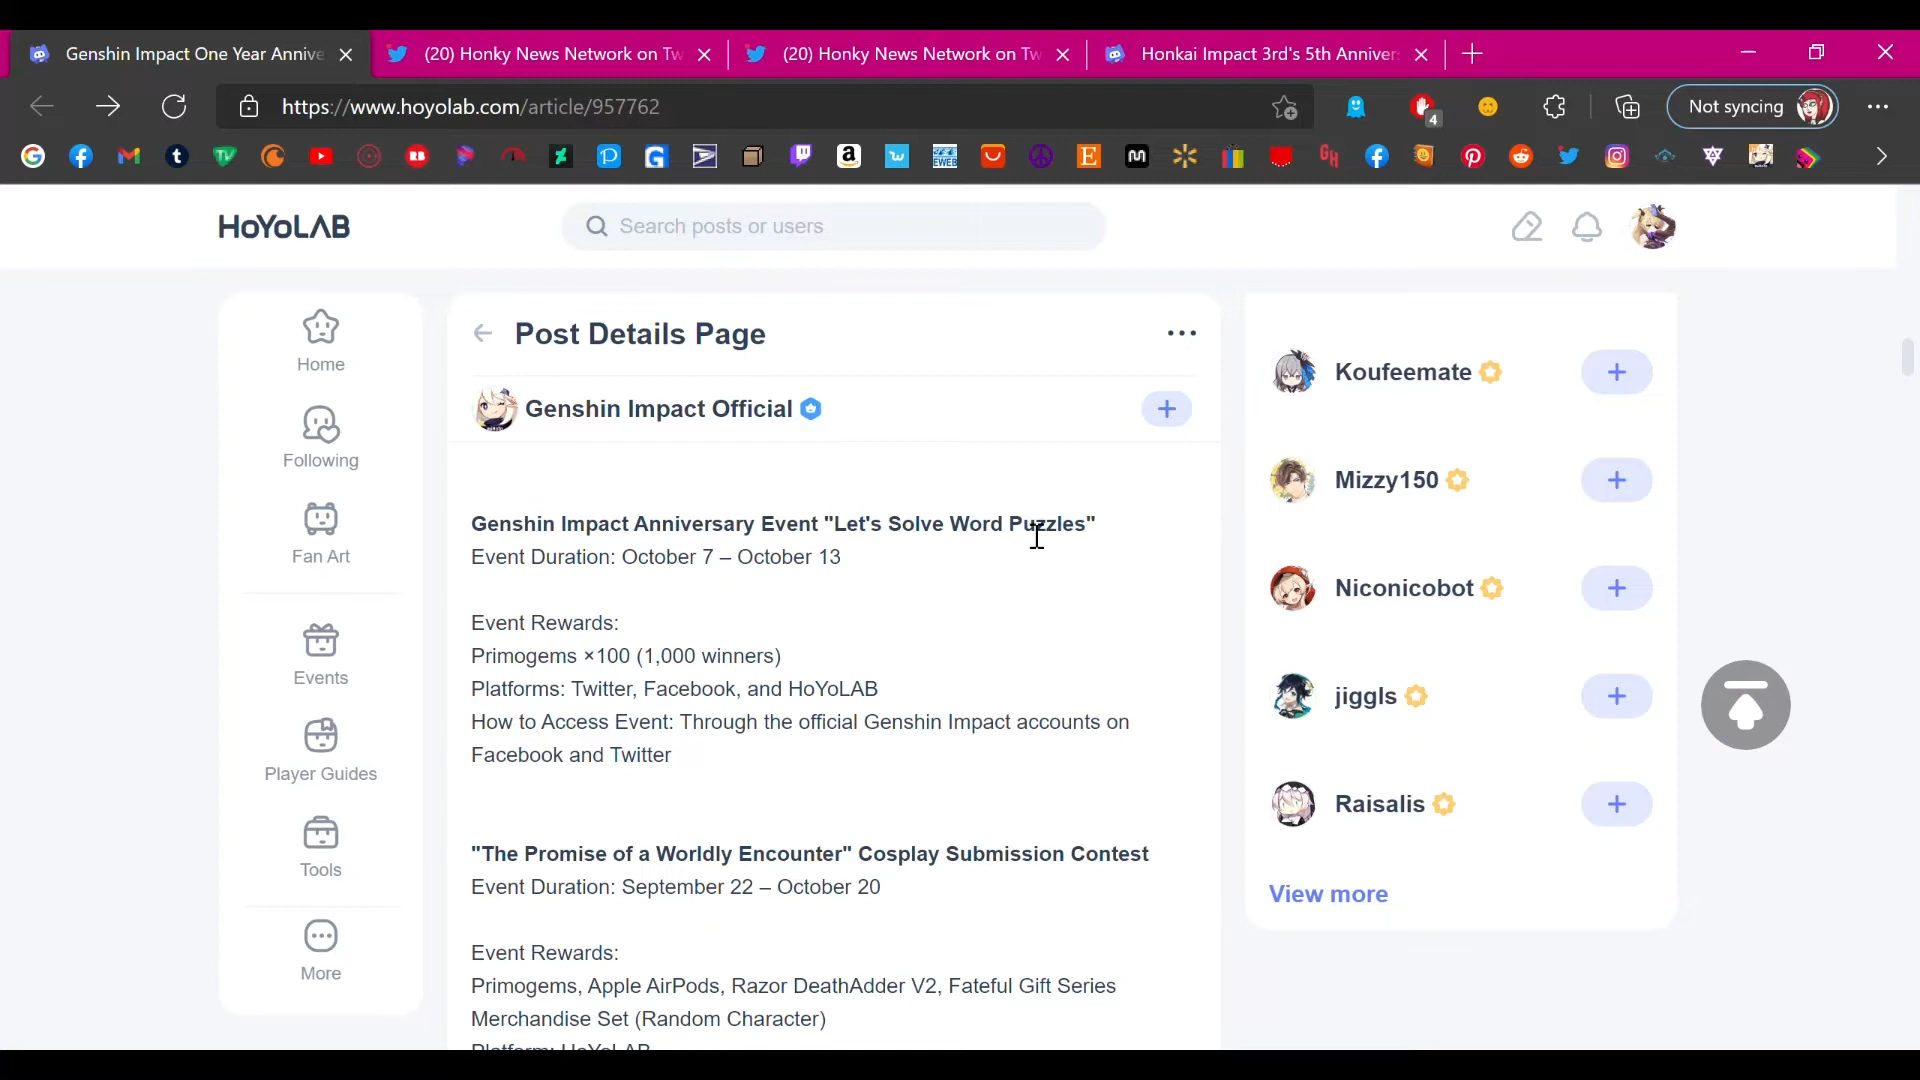 Genshin Impact One Year Annive
(20) Honky News Network on Tw
(20) Honky News Network on Tw
Honkai Impact 3rd's 5th Anniver
https://www.hoyolab.com/article/957762
4
Not syncing
HoYoLAB
Search posts or users
Home
Following
Fan Art
Events
Player Guides
Tools
More
Post Details Page
Genshin Impact Official
Genshin Impact Anniversary Event "Let's Solve Word Puzzles"
Event Duration: October 7 – October 13
Event Rewards:
Primogems ×100 (1,000 winners)
Platforms: Twitter, Facebook, and HoYoLAB
How to Access Event: Through the official Genshin Impact accounts on
Facebook and Twitter
"The Promise of a Worldly Encounter" Cosplay Submission Contest
Event Duration: September 22 – October 20
Event Rewards:
Primogems, Apple AirPods, Razor DeathAdder V2, Fateful Gift Series
Merchandise Set (Random Character)
Platform: HoYoLAB
Koufeemate
Mizzy150
Niconicobot
jiggls
Raisalis
View more